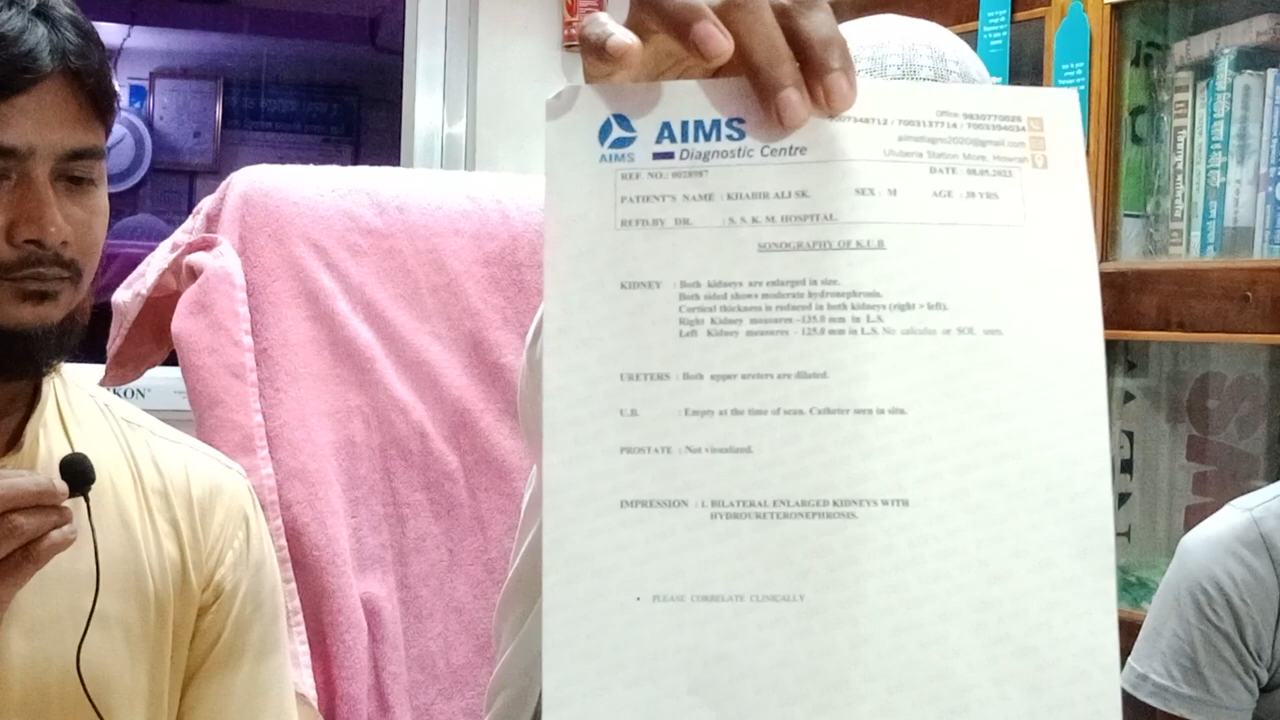 AIMS
AIMS
Diagnostic Centre
Office: 9830770026
7007348712 / 7003137714 / 7003394034
aimsdiagno2020@gmail.com
Uluberia Station More, Howrah
REF. NO.: 0028987
DATE : 08.05.2023
PATIENT'S NAME : KHABIR ALI SK.
SEX : M
AGE : 38 YRS.
REFD.BY DR. : S. S. K. M. HOSPITAL.
SONOGRAPHY OF K.U.B
KIDNEY : Both kidneys are enlarged in size.
Both sided shows moderate hydronephrosis.
Cortical thickness is reduced in both kidneys (right > left).
Right Kidney measures -135.0 mm in L.S.
Left Kidney measures - 125.0 mm in L.S. No calculus or SOL seen.
URETERS : Both upper ureters are dilated.
U.B. : Empty at the time of scan. Catheter seen in situ.
PROSTATE : Not visualized.
IMPRESSION : 1. BILATERAL ENLARGED KIDNEYS WITH
HYDROURETERONEPHROSIS.
• PLEASE CORRELATE CLINICALLY